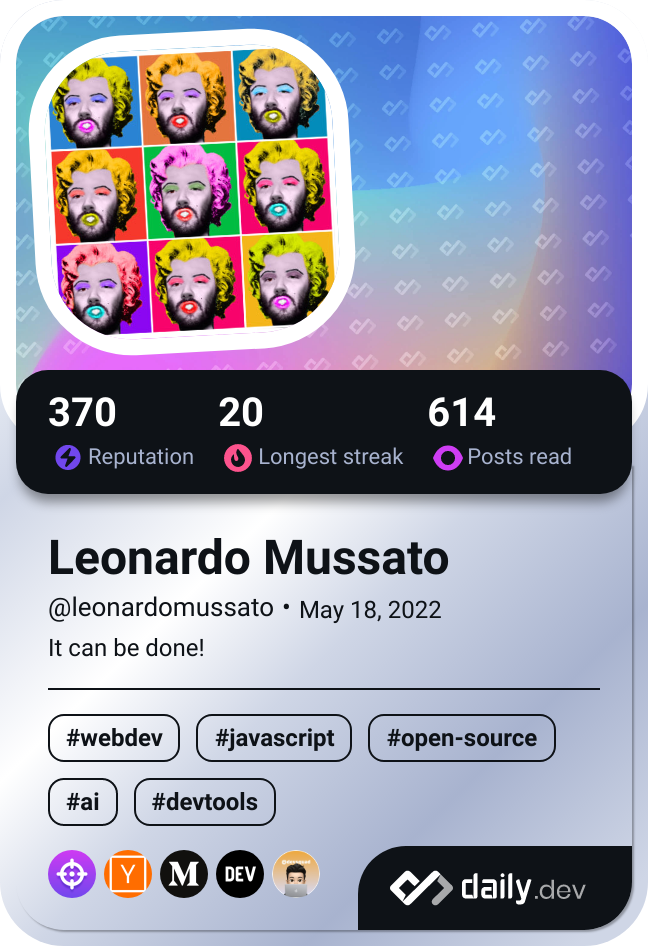 370 20 614
Reputation Longest streak Posts read
Leonardo Mussato
@leonardomussato • May 18, 2022
It can be done!
#webdev #javascript #open-source
#ai #devtools
Y M DEV
daily.dev